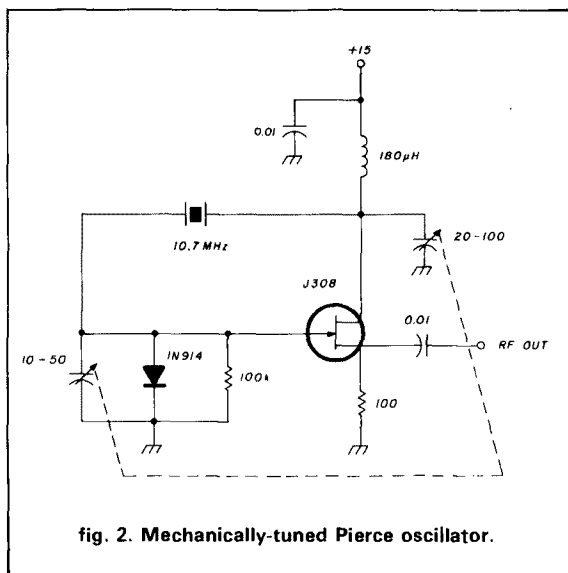 +15
0.01
180µH
10.7 MHz
20-100
J308
0.01
10-50
1N914
100k
RF OUT
100
fig. 2. Mechanically-tuned Pierce oscillator.